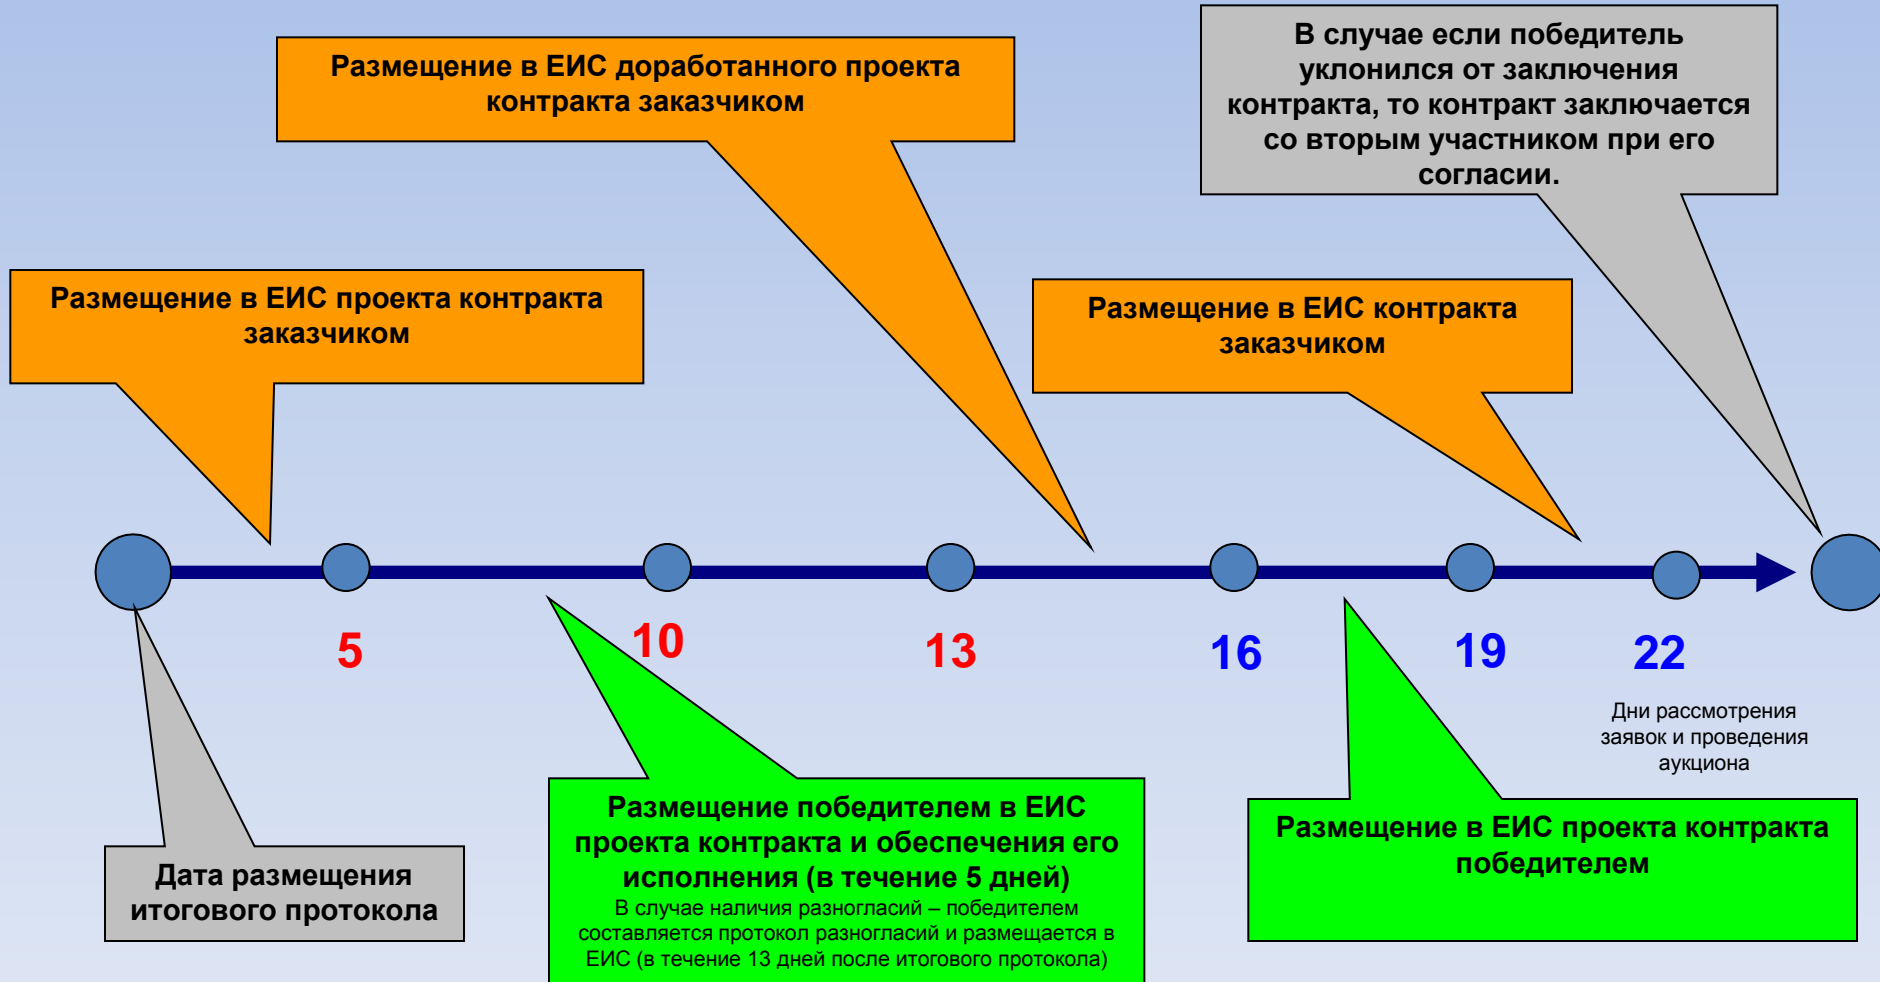 В случае если победитель
уклонился от заключения
контракта, то контракт заключается
со вторым участником при его
согласии.
Размещение в ЕИС доработанного проекта
контракта заказчиком
Размещение в ЕИС проекта контракта
заказчиком
Размещение в ЕИС контракта
заказчиком
5
10
13
16
19
22
Дни рассмотрения
заявок и проведения
аукциона
Дата размещения
итогового протокола
Размещение победителем в ЕИС
проекта контракта и обеспечения его
исполнения (в течение 5 дней)
В случае наличия разногласий – победителем
составляется протокол разногласий и размещается в
ЕИС (в течение 13 дней после итогового протокола)
Размещение в ЕИС проекта контракта
победителем